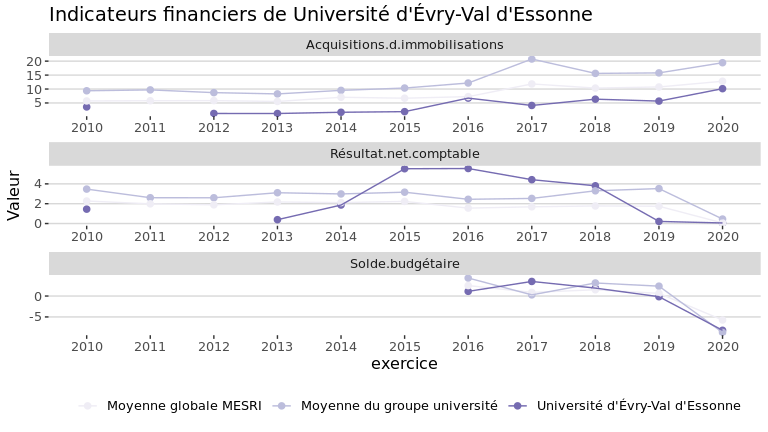 Indicateurs financiers de Université d'Évry-Val d'Essonne
Acquisitions.d.immobilisations
20
15
10
5
2010 2011 2012 2013 2014 2015 2016 2017 2018 2019 2020
Résultat.net.comptable
4
2
0
2010 2011 2012 2013 2014 2015 2016 2017 2018 2019 2020
Solde.budgétaire
0
-5
2010 2011 2012 2013 2014 2015 2016 2017 2018 2019 2020
Valeur
exercice
Moyenne globale MESRI Moyenne du groupe université Université d'Évry-Val d'Essonne